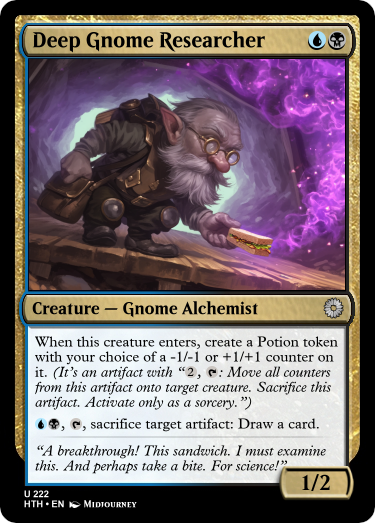 Deep Gnome Researcher
Creature — Gnome Alchemist
When this creature enters, create a Potion token
with your choice of a -1/-1 or +1/+1 counter on
it. (It's an artifact with “2, : Move all counters
from this artifact onto target creature. Sacrifice this
artifact. Activate only as a sorcery.”)
, , sacrifice target artifact: Draw a card.
“A breakthrough! This sandwich. I must examine
this. And perhaps take a bite. For science!”
1/2
U 222
HTH • EN Midjourney